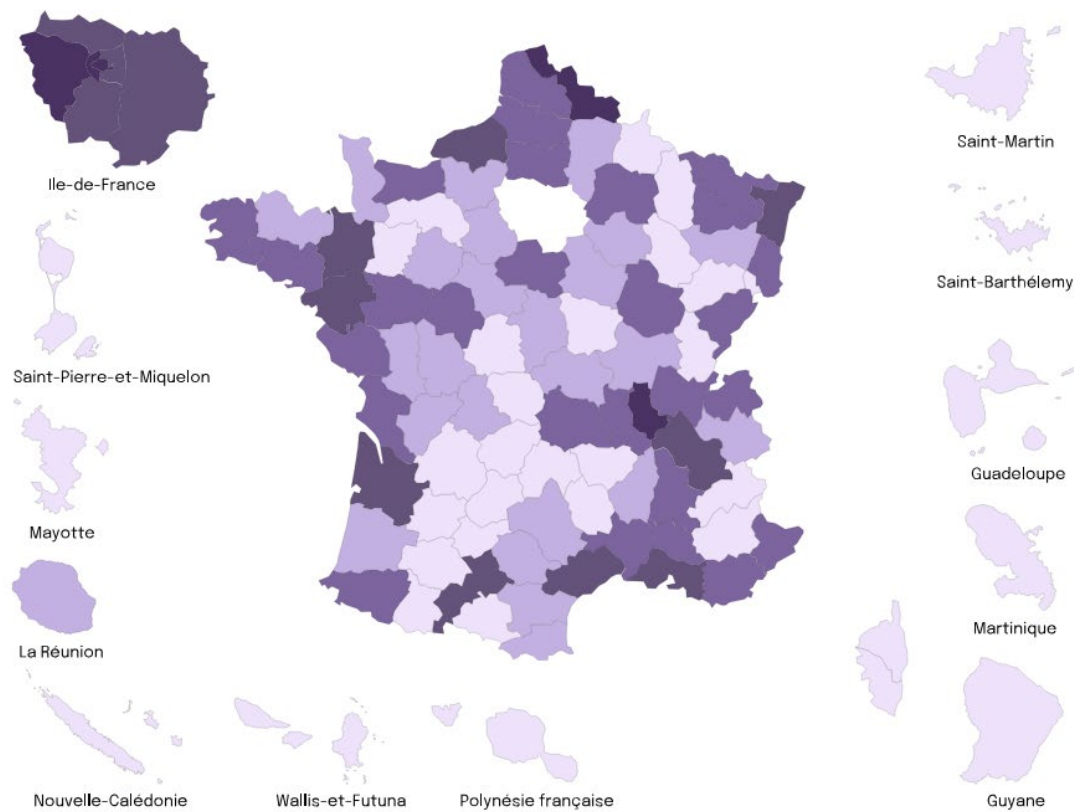 Ile-de-France
Saint-Martin
Saint-Barthélemy
Saint-Pierre-et-Miquelon
Guadeloupe
Mayotte
Martinique
La Réunion
Nouvelle-Calédonie
Wallis-et-Futuna
Polynésie française
Guyane